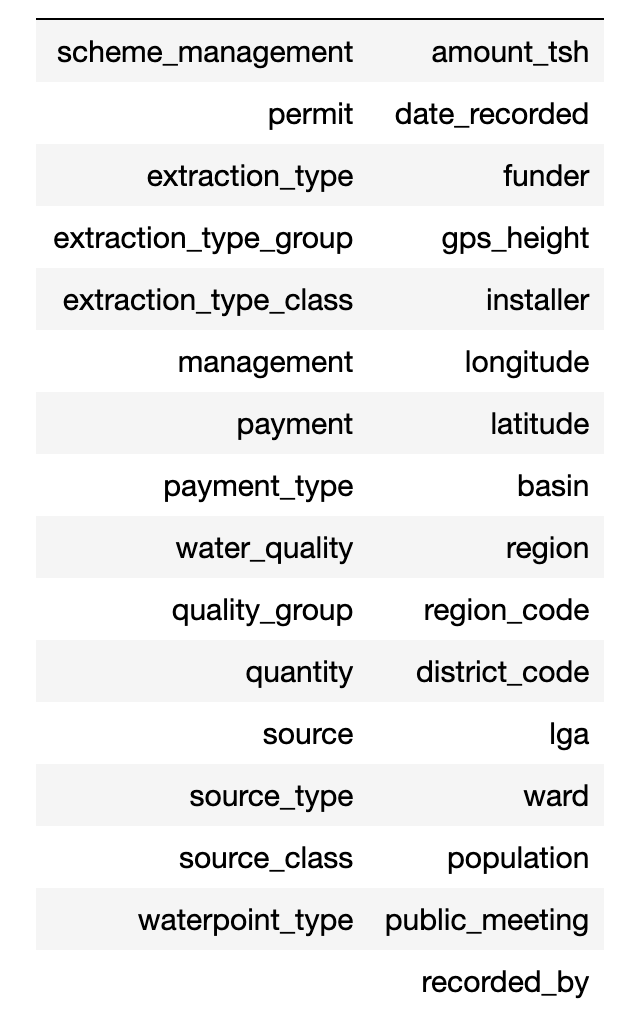 scheme_management amount_tsh
permit date_recorded
extraction_type funder
extraction_type_group gps_height
extraction_type_class installer
management longitude
payment latitude
payment_type basin
water_quality region
quality_group region_code
quantity district_code
source lga
source_type ward
source_class population
waterpoint_type public_meeting
recorded_by